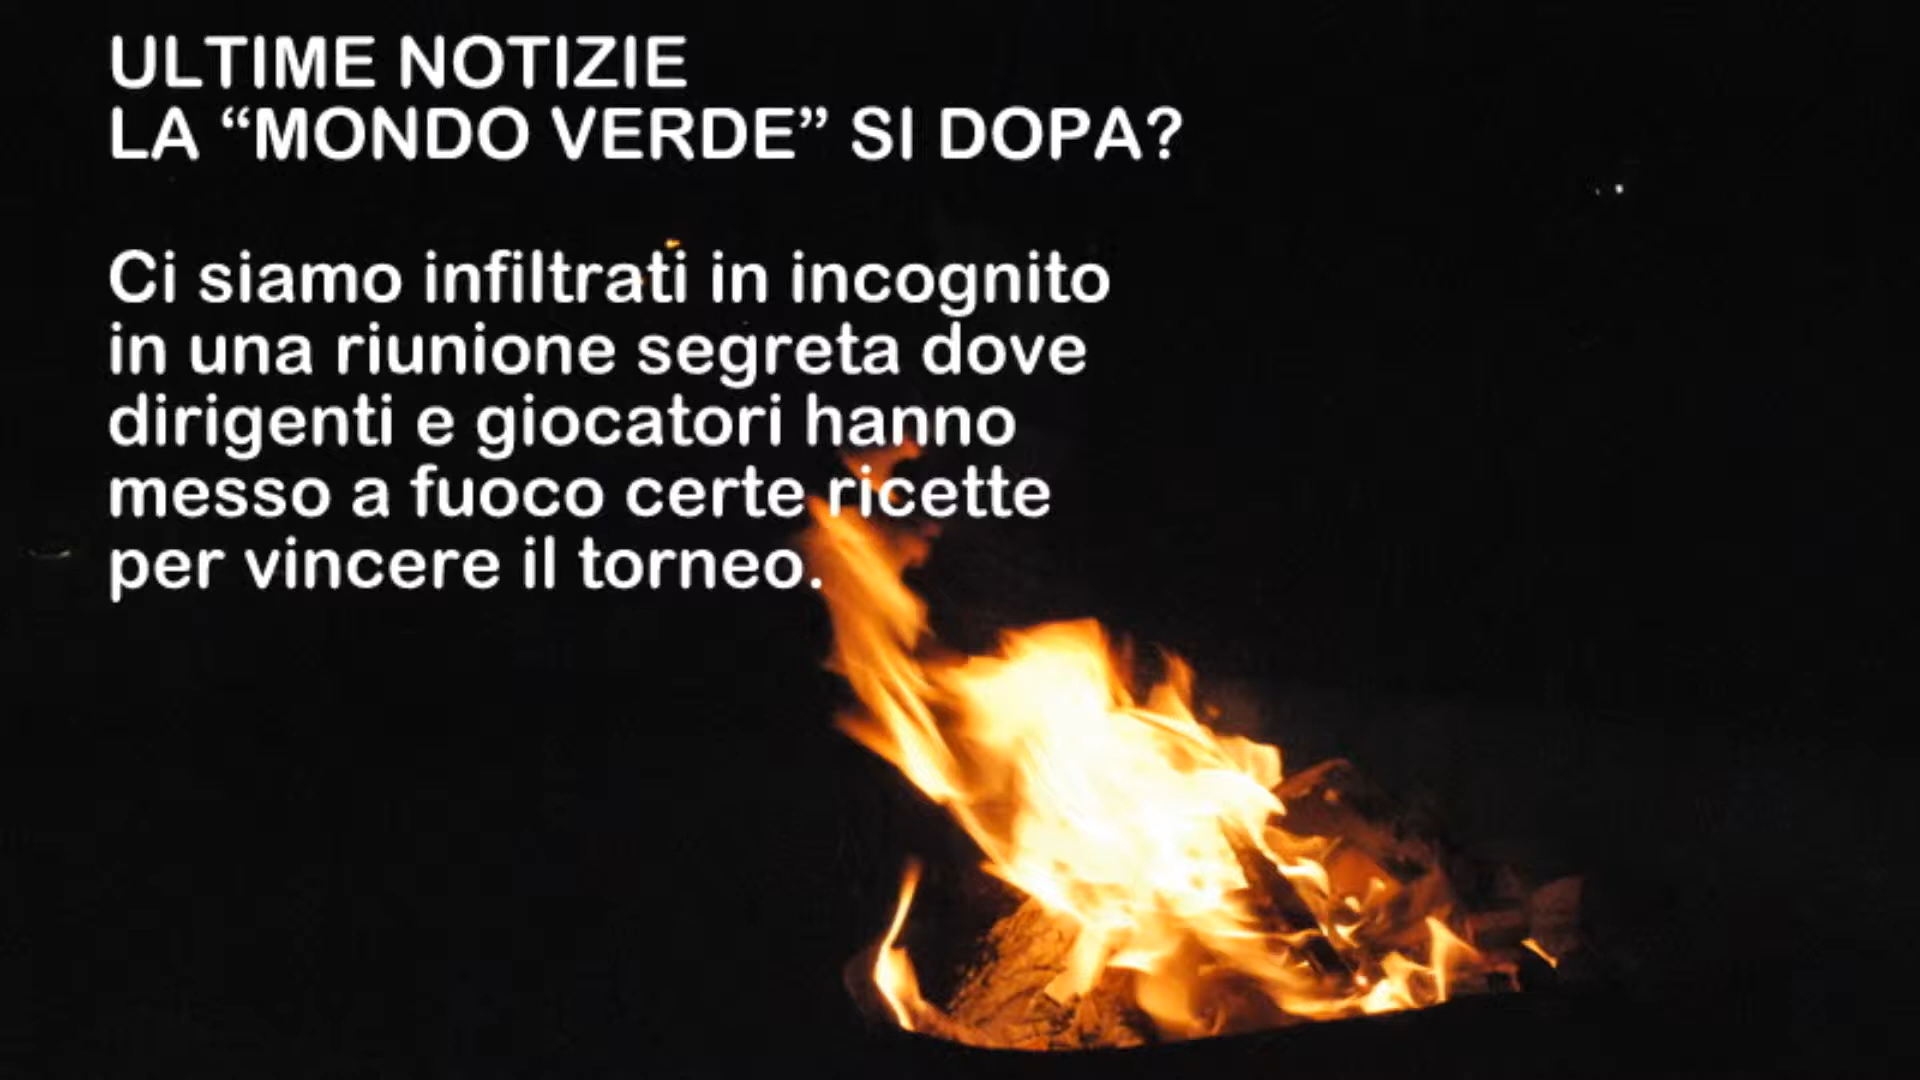 ULTIME NOTIZIE
LA “MONDO VERDE” SI DOPA?
Ci siamo infiltrati in incognito
in una riunione segreta dove
dirigenti e giocatori hanno
messo a fuoco certe ricette
per vincere il torneo.